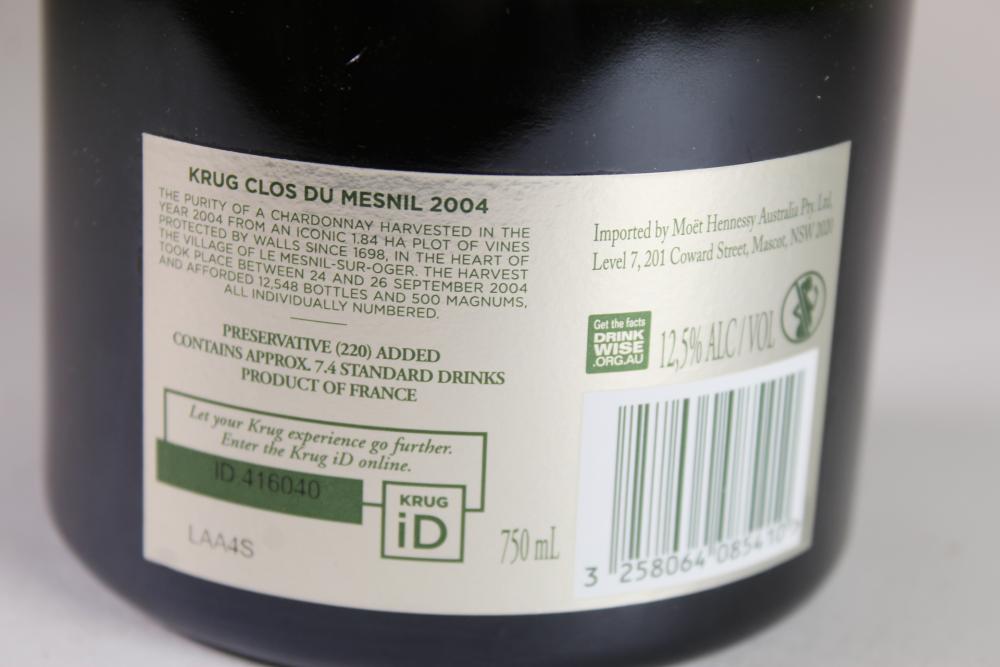 KRUG CLOS DU MESNIL 2004
THE PURITY OF A CHARDONNAY HARVESTED IN THE
YEAR 2004 FROM AN ICONIC 1.84 HA PLOT OF VINES
PROTECTED BY WALLS SINCE 1698, IN THE HEART OF
THE VILLAGE OF LE MESNIL-SUR-OGER. THE HARVEST
TOOK PLACE BETWEEN 24 AND 26 SEPTEMBER 2004
AND AFFORDED 12,548 BOTTLES AND 500 MAGNUMS,
ALL INDIVIDUALLY NUMBERED.
PRESERVATIVE (220) ADDED
CONTAINS APPROX. 7.4 STANDARD DRINKS
PRODUCT OF FRANCE
Let your Krug experience go further.
Enter the Krug iD online.
ID 416040
KRUG
iD
LAA4S
750 mL
Imported by Moët Hennessy Australia Pty. Ltd.
Level 7, 201 Coward Street, Mascot, NSW 2020
Get the facts
DRINK
WISE
.ORG.AU
12,5% ALC/VOL
3 258064 085410